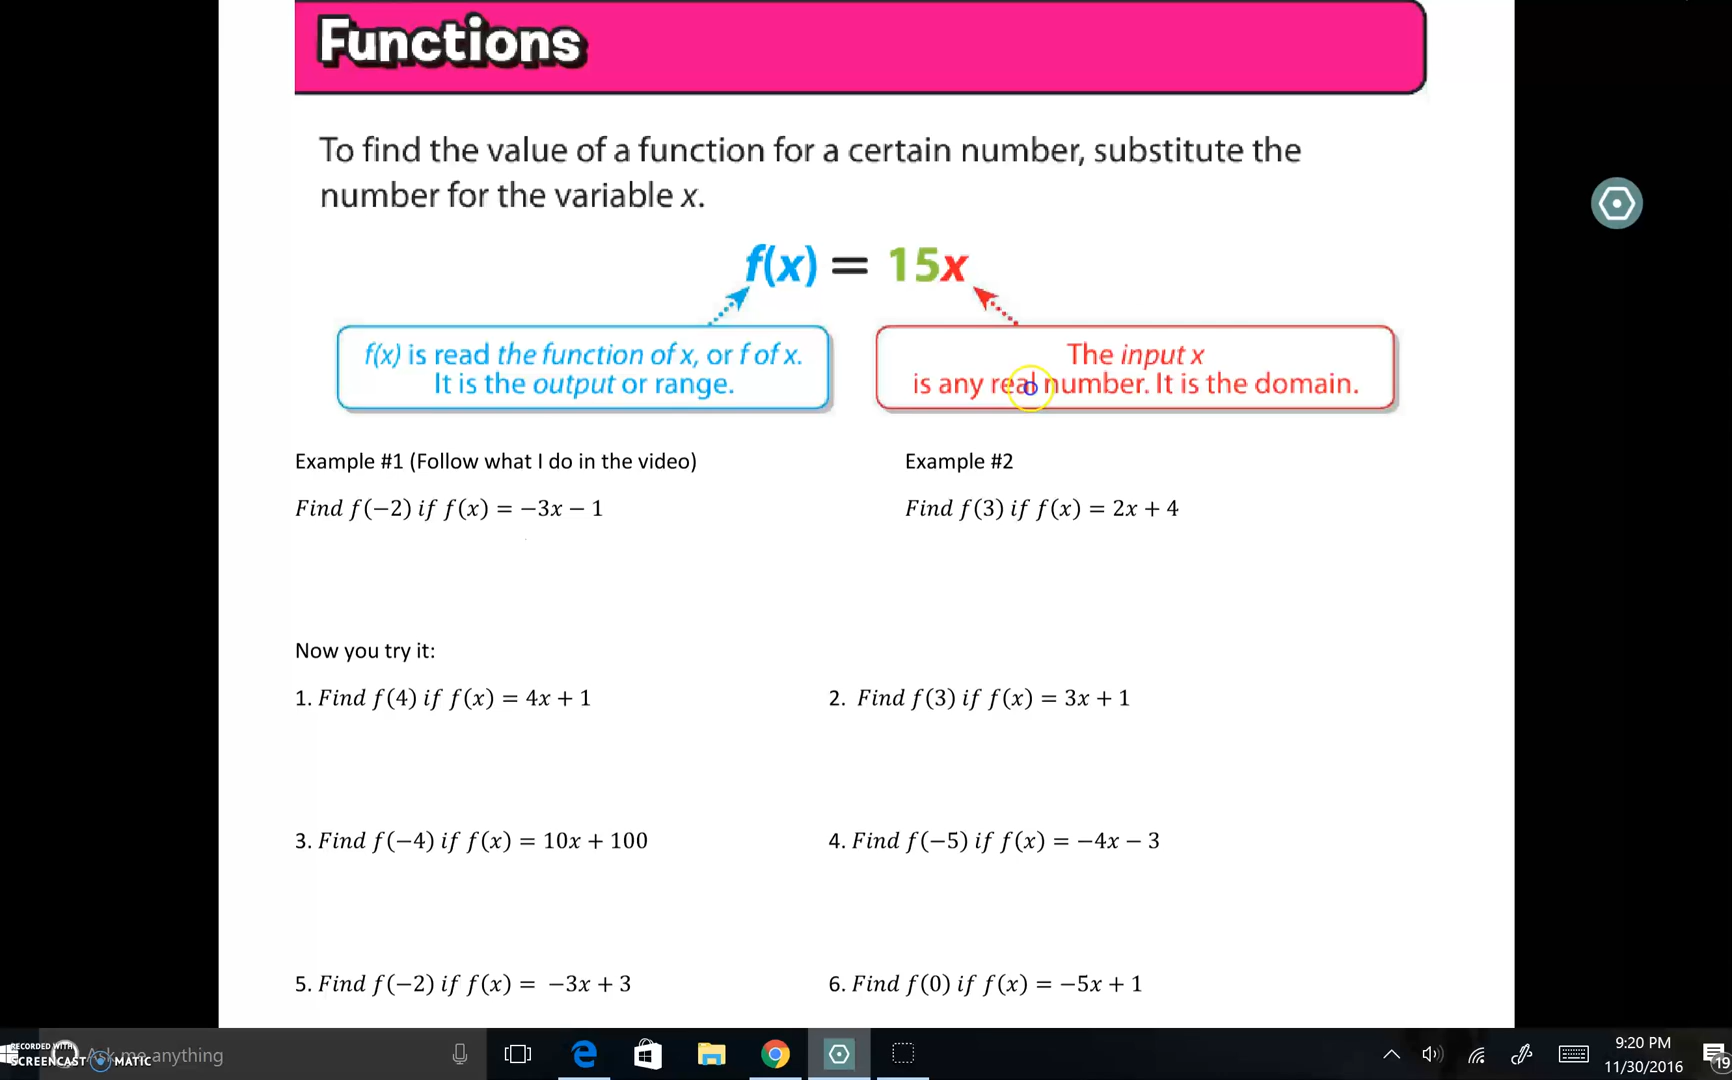 Functions
To find the value of a function for a certain number, substitute the
number for the variable x.
f(x) = 15x
f(x) is read the function of x, or f of x.
It is the output or range.
The input x
is any real number. It is the domain.
Example #1 (Follow what I do in the video)
Find f(−2) if f(x) = −3x − 1
Example #2
Find f(3) if f(x) = 2x + 4
Now you try it:
1. Find f(4) if f(x) = 4x + 1
2. Find f(3) if f(x) = 3x + 1
3. Find f(−4) if f(x) = 10x + 100
4. Find f(−5) if f(x) = −4x − 3
5. Find f(−2) if f(x) = −3x + 3
6. Find f(0) if f(x) = −5x + 1
RECORDED WITH
SCREENCAST MATIC
Ask me anything
9:20 PM
11/30/2016
19